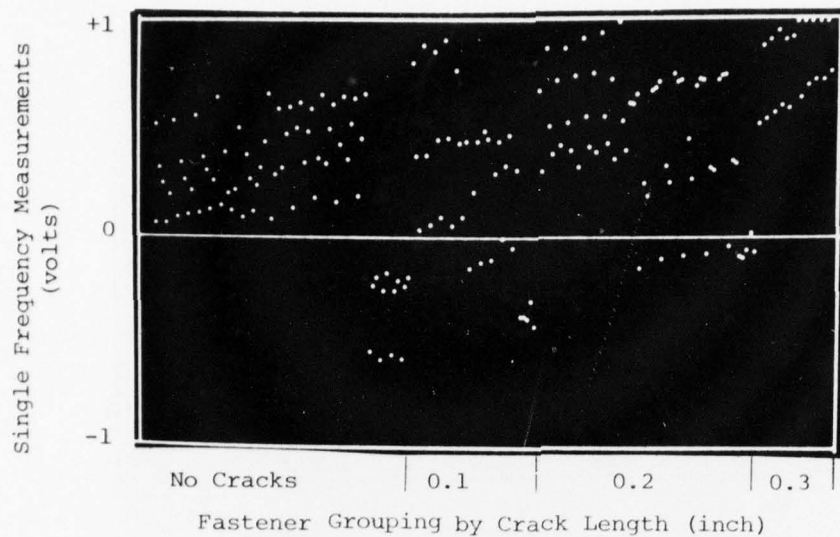 Single Frequency Measurements
(volts)
+1
0
-1
No Cracks
0.1
0.2
0.3
Fastener Grouping by Crack Length (inch)